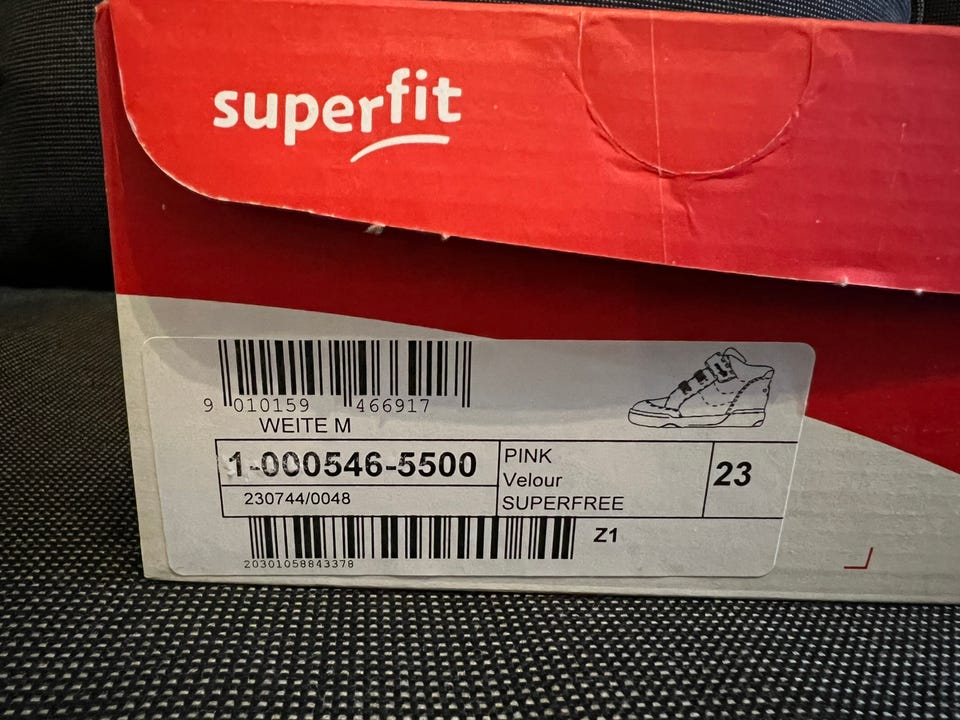 superfit
9 010159 466917
WEITE M
1-000546-5500
230744/0048
PINK
Velour
SUPERFREE
23
Z1
20301058843378